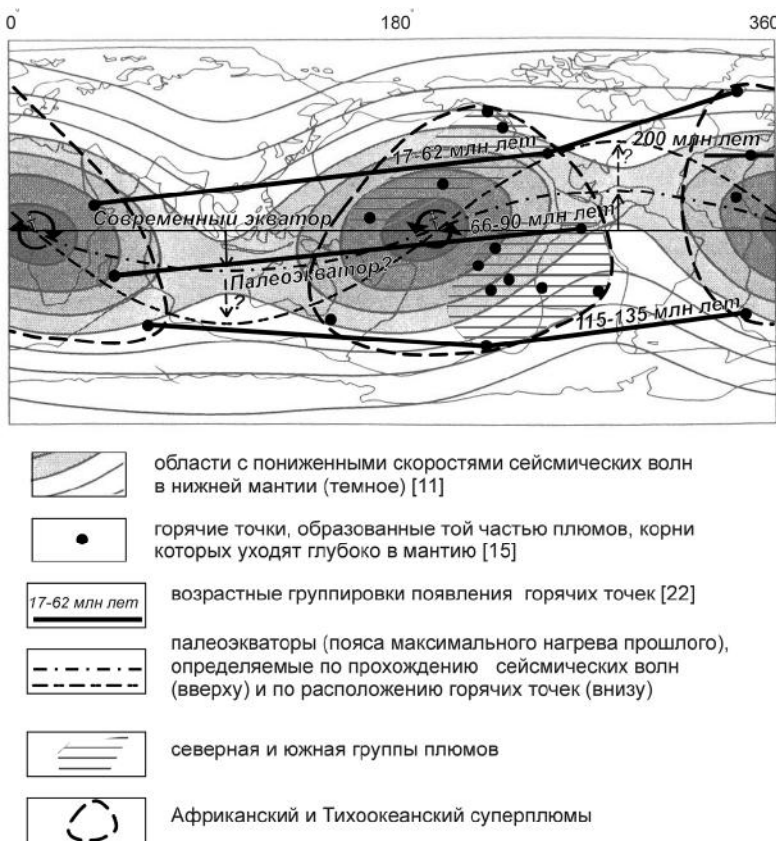 0 180 360
200 млн лет
17-62 млн лет
Современный экватор
66-90 млн лет
?
Палеоэкватор?
?
115-135 млн лет
области с пониженными скоростями сейсмических волн
в нижней мантии (темное) [11]
горячие точки, образованные той частью плюмов, корни
которых уходят глубоко в мантию [15]
17-62 млн лет
возрастные группировки появления горячих точек [22]
палеоэкваторы (пояса максимального нагрева прошлого),
определяемые по прохождению сейсмических волн
(вверху) и по расположению горячих точек (внизу)
северная и южная группы плюмов
Африканский и Тихоокеанский суперплюмы